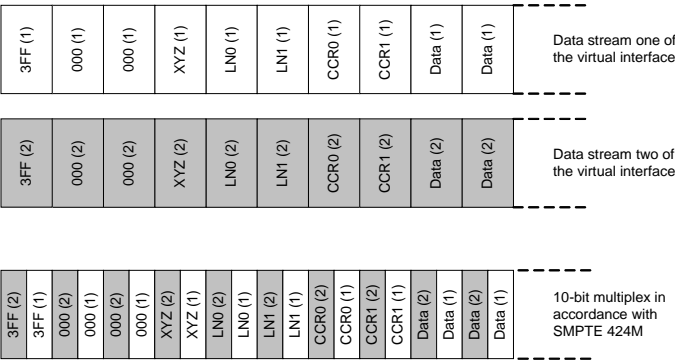 3FF (1)
000 (1)
000 (1)
XYZ (1)
LN0 (1)
LN1 (1)
CCR0 (1)
CCR1 (1)
Data (1)
Data (1)
Data stream one of
the virtual interface
3FF (2)
000 (2)
000 (2)
XYZ (2)
LN0 (2)
LN1 (2)
CCR0 (2)
CCR1 (2)
Data (2)
Data (2)
Data stream two of
the virtual interface
3FF (2)
3FF (1)
000 (2)
000 (1)
000 (2)
000 (1)
XYZ (2)
XYZ (1)
LN0 (2)
LN0 (1)
LN1 (2)
LN1 (1)
CCR0 (2)
CCR0 (1)
CCR1 (2)
CCR1 (1)
Data (2)
Data (1)
Data (2)
Data (1)
10-bit multiplex in
accordance with
SMPTE 424M